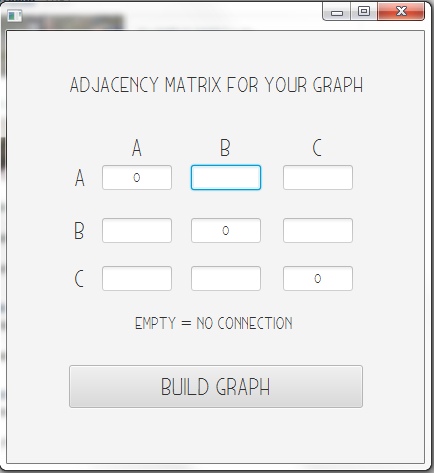 ADJACENCY MATRIX FOR YOUR GRAPH
A B C
A 0
B 0
C 0
EMPTY = NO CONNECTION
BUILD GRAPH